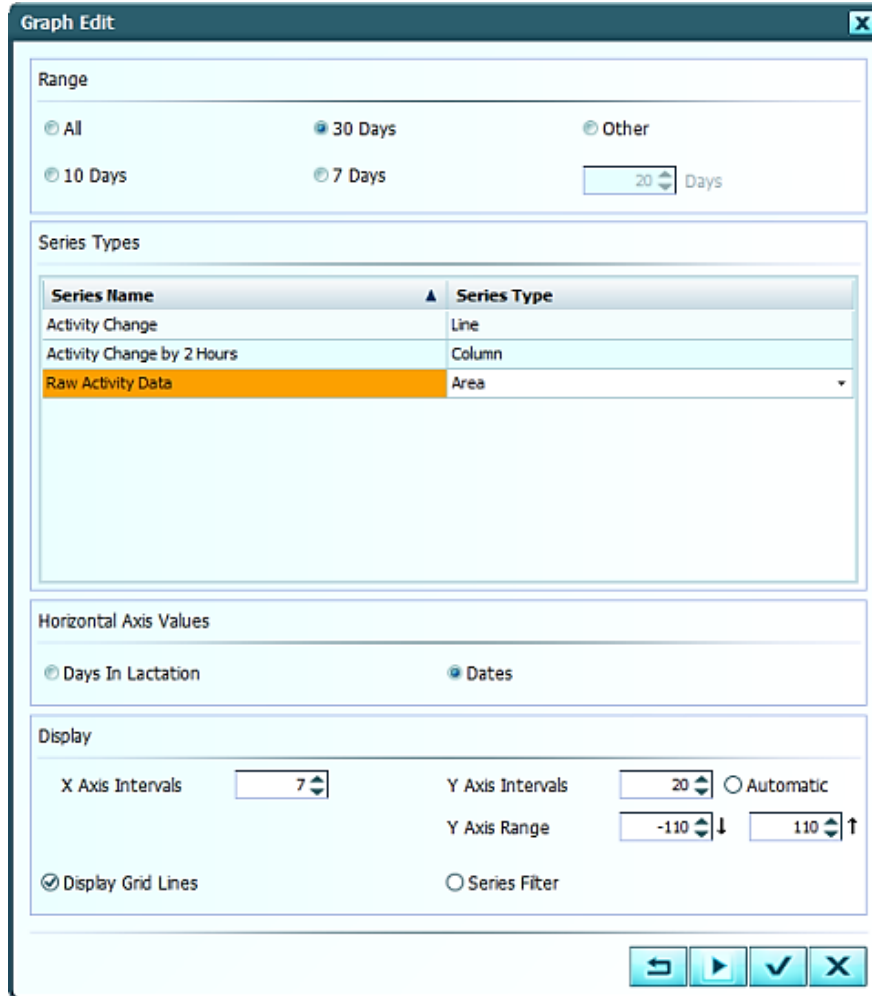 Graph Edit
Range
All 30 Days Other
10 Days 7 Days 20 Days
Series Types
Series Name Series Type
Activity Change Line
Activity Change by 2 Hours Column
Raw Activity Data Area
Horizontal Axis Values
Days In Lactation Dates
Display
X Axis Intervals 7 Y Axis Intervals 20 Automatic
Y Axis Range -110 110
Display Grid Lines Series Filter